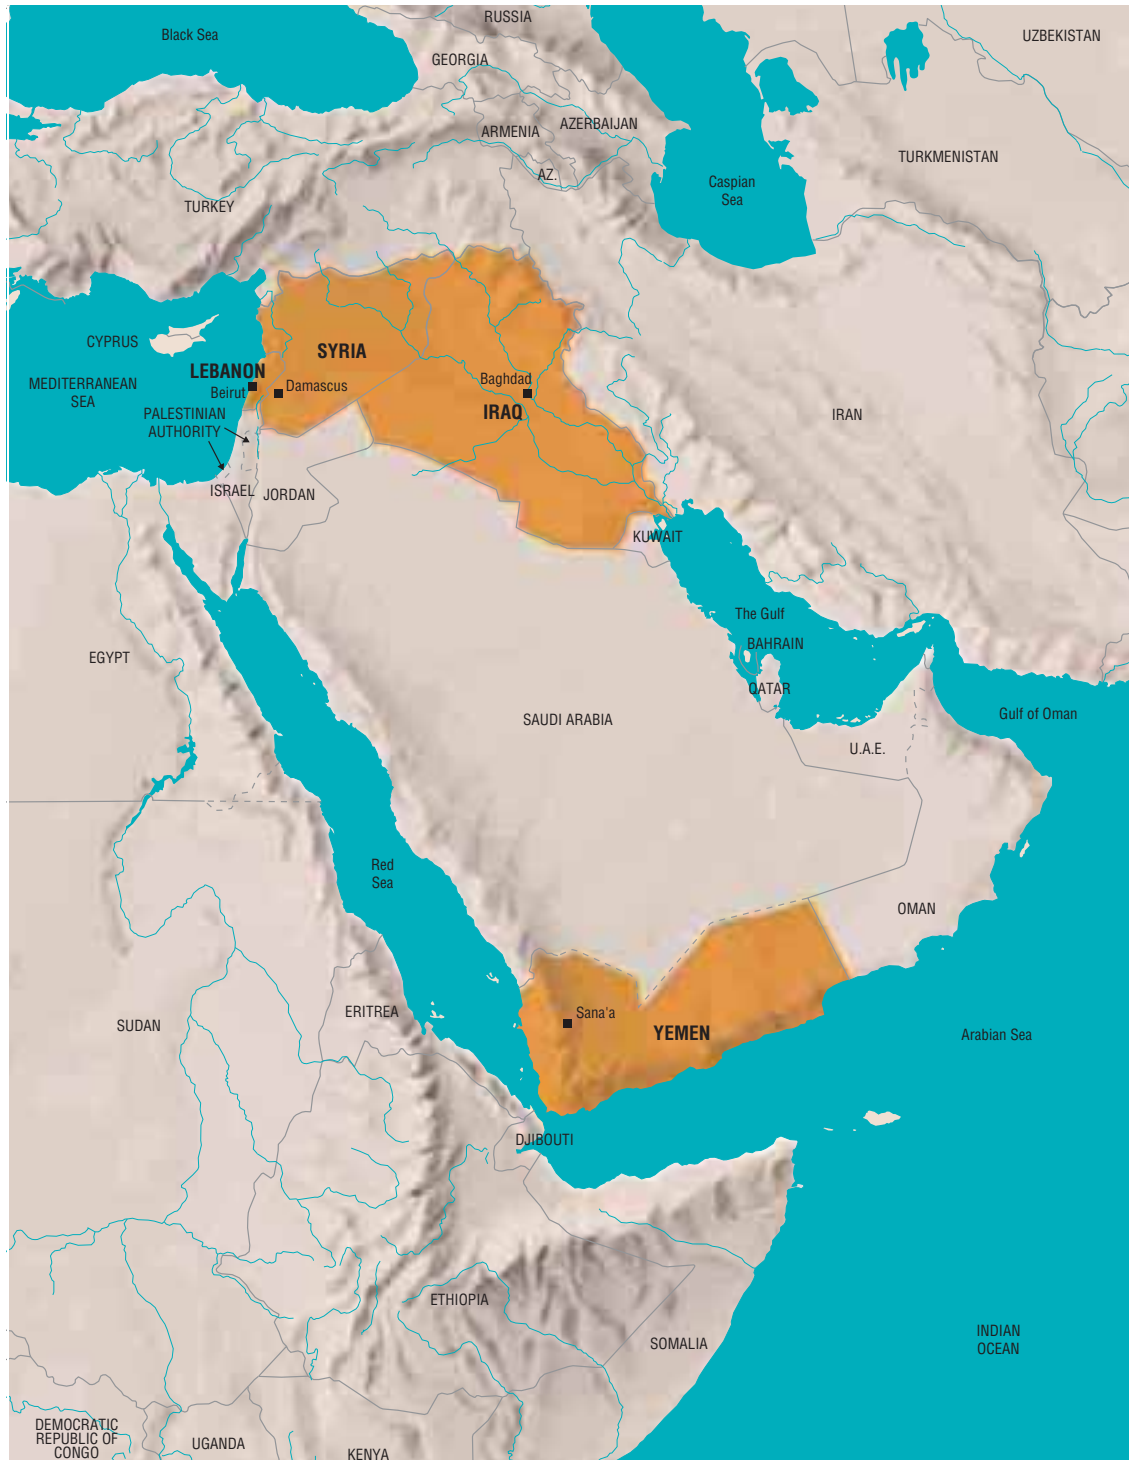 RUSSIA
Black Sea
UZBEKISTAN
GEORGIA
AZERBAIJAN
ARMENIA
TURKMENISTAN
AZ.
Caspian
Sea
TURKEY
CYPRUS
SYRIA
LEBANON
Beirut
Damascus
Baghdad
MEDITERRANEAN
SEA
IRAQ
IRAN
PALESTINIAN
AUTHORITY
ISRAEL
JORDAN
KUWAIT
The Gulf
BAHRAIN
EGYPT
QATAR
SAUDI ARABIA
Gulf of Oman
U.A.E.
Red
Sea
OMAN
ERITREA
Sana'a
SUDAN
YEMEN
Arabian Sea
DJIBOUTI
ETHIOPIA
SOMALIA
INDIAN
OCEAN
DEMOCRATIC
REPUBLIC OF
CONGO
UGANDA
KENYA